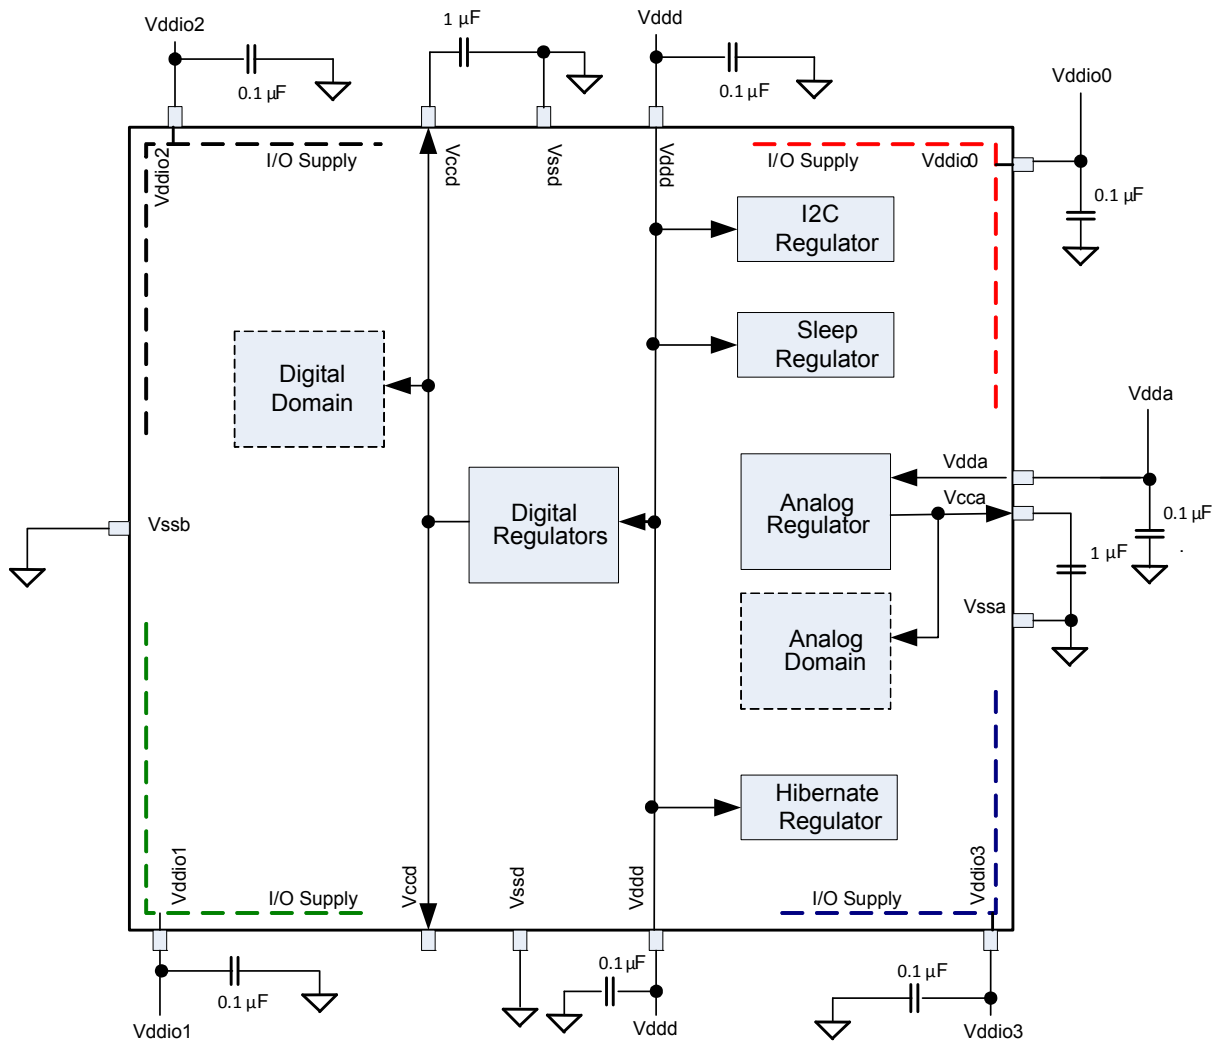 Vddio2
1 µF
Vddd
0.1 µF
0.1 µF
Vddio0
I/O Supply
I/O Supply
Vddio0
Vddio2
Vccd
Vssd
Vddd
0.1 µF
I2C
Regulator
Sleep
Regulator
Digital
Domain
Vdda
Vdda
Vcca
Analog
Regulator
Digital
Regulators
0.1 µF
1 µF
.
Vssb
Vssa
Analog
Domain
Hibernate
Regulator
Vddio1
Vccd
Vssd
Vddd
Vddio3
I/O Supply
I/O Supply
0.1 µF
0.1 µF
0.1 µF
Vddio1
Vddd
Vddio3